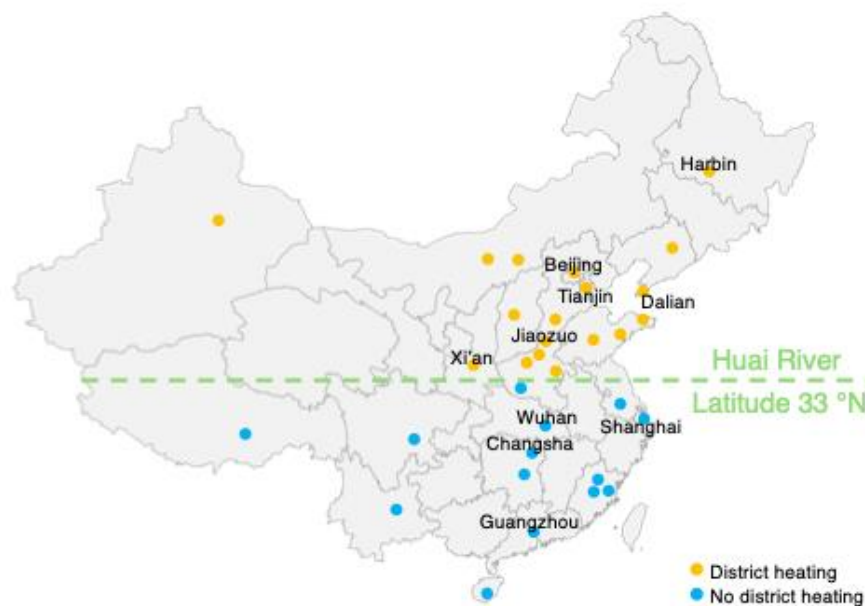 Harbin
Beijing
Tianjin
Dalian
Jiaozuo
Xi'an
Huai River
Latitude 33 °N
Wuhan
Shanghai
Changsha
Guangzhou
District heating
No district heating